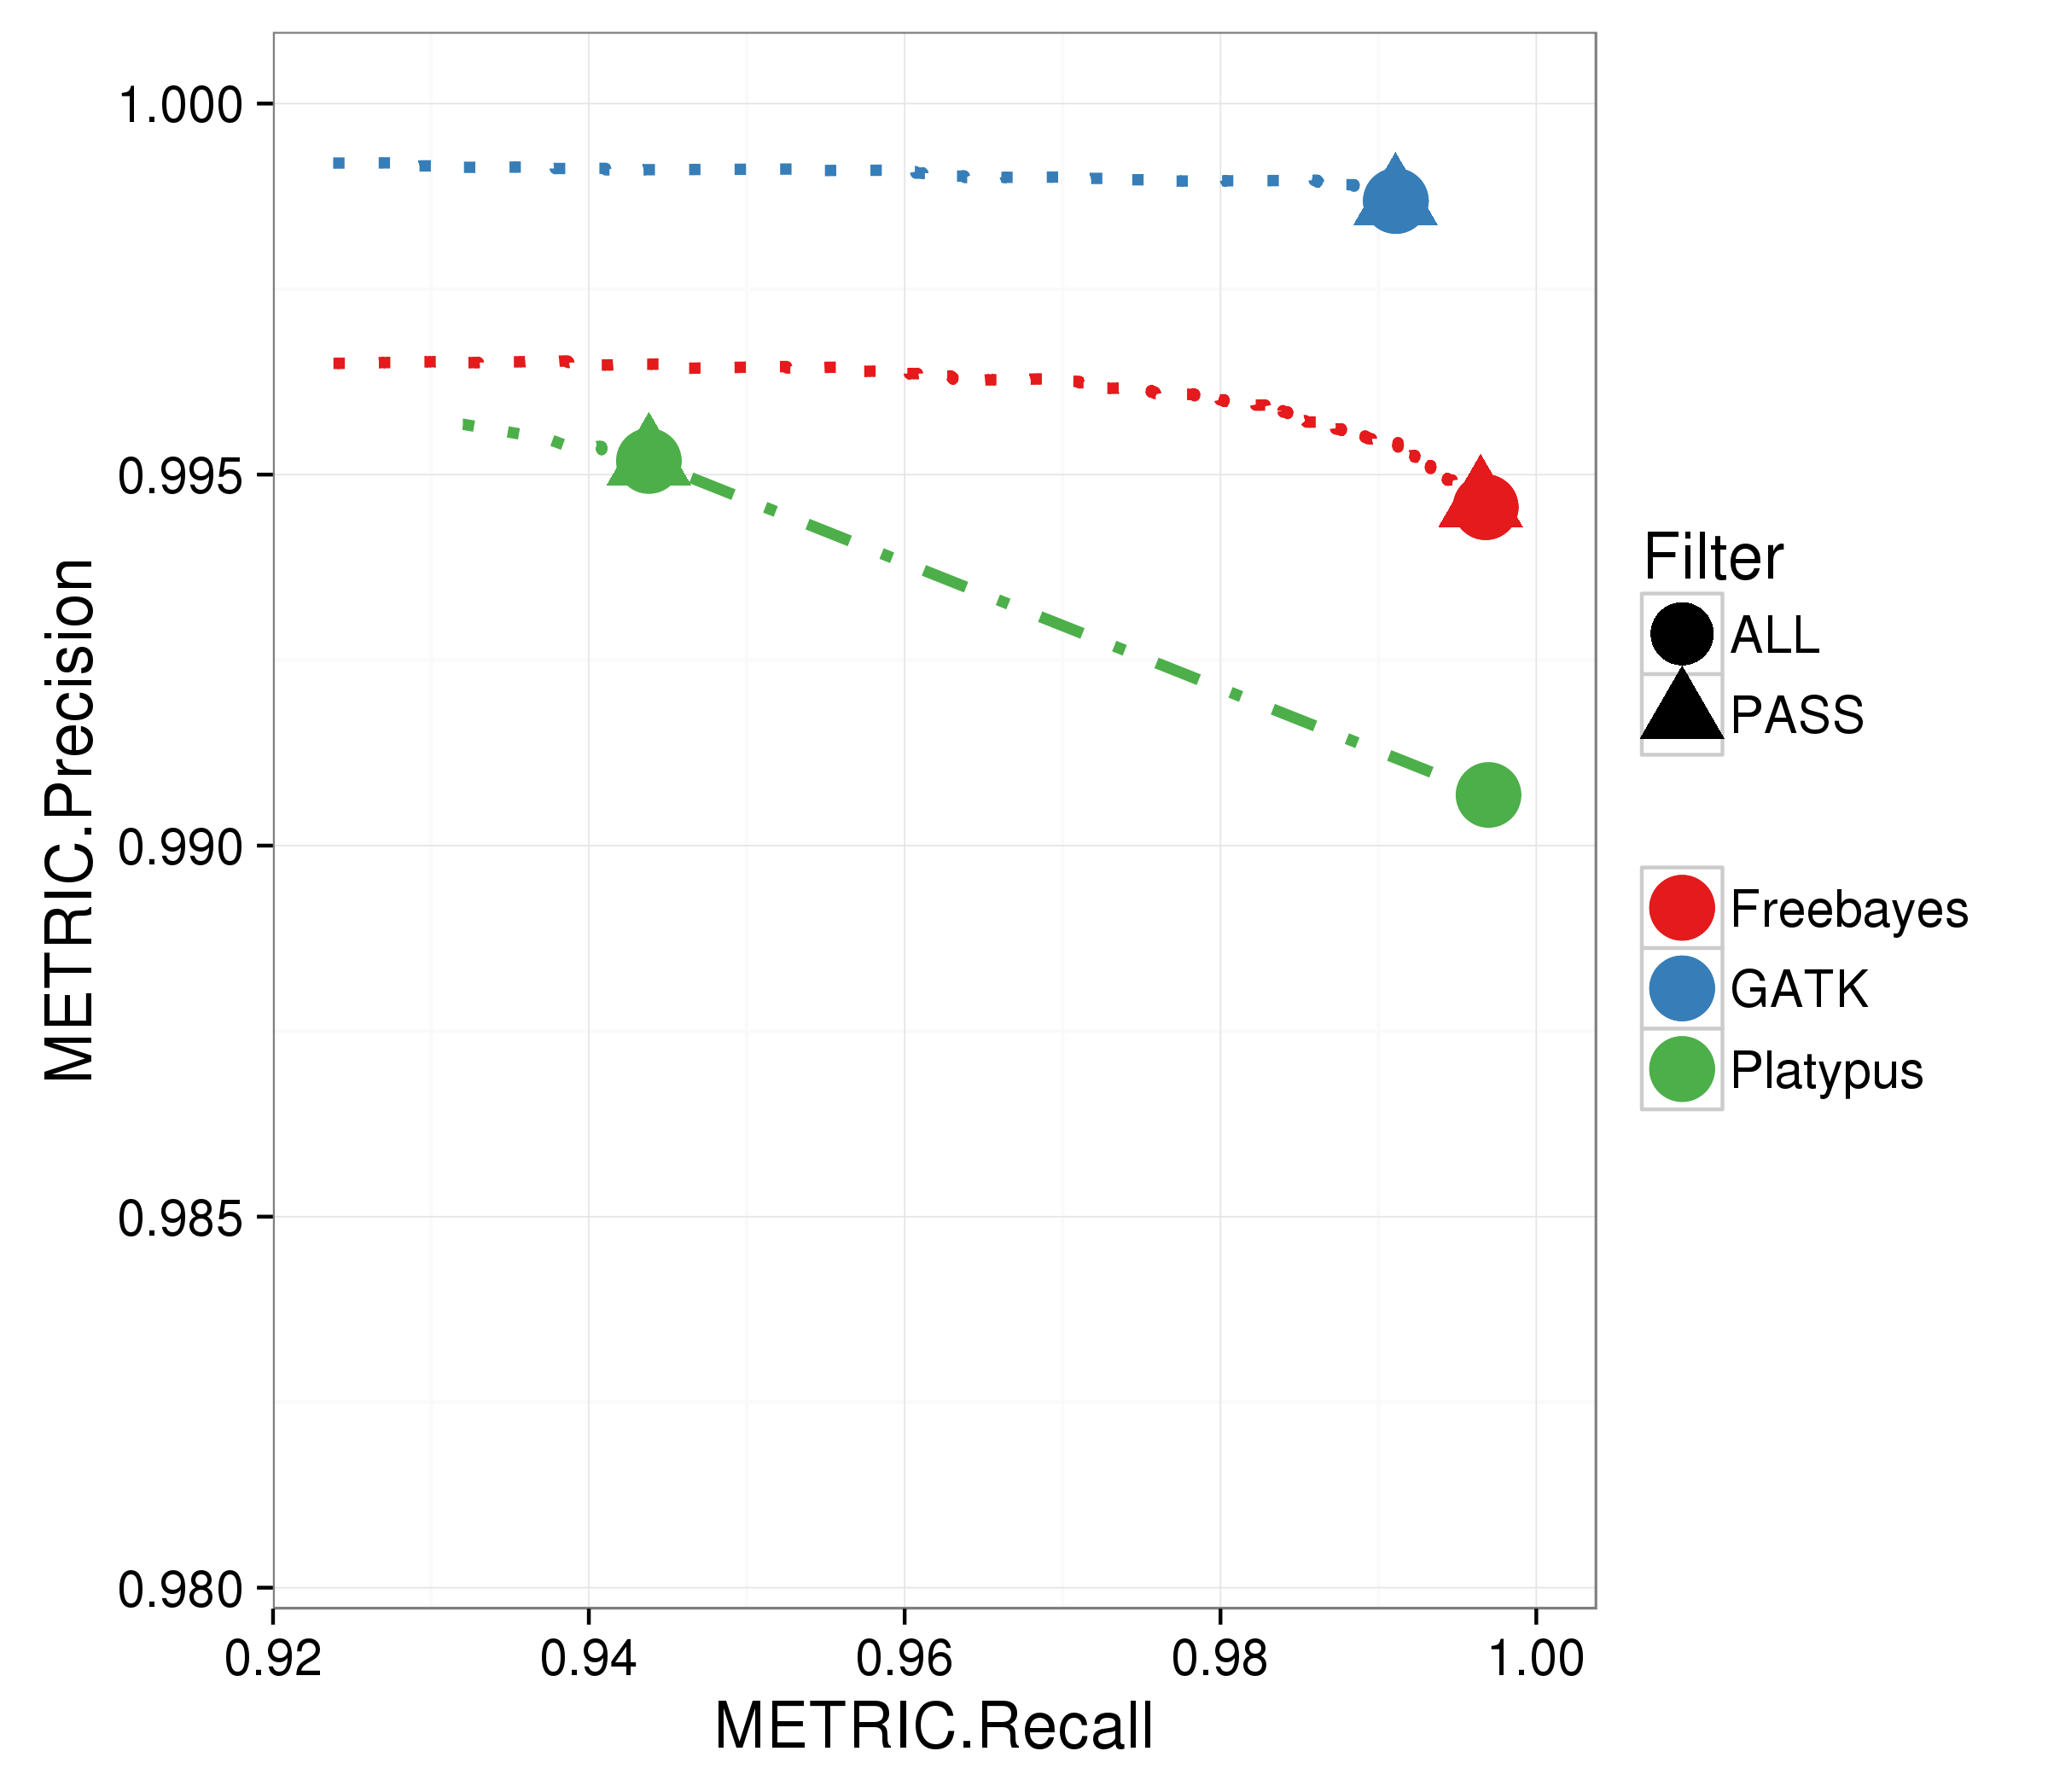 METRIC.Precision
1.000
0.995
0.990
0.985
0.980
0.92 0.94 0.96 0.98 1.00
METRIC.Recall
Filter
ALL
PASS
Freebayes
GATK
Platypus